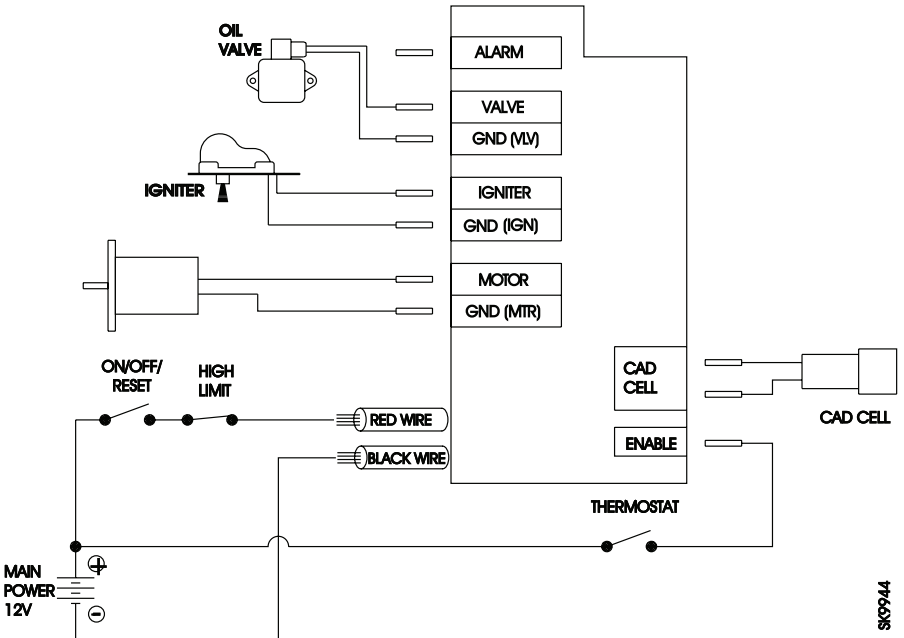 OIL
VALVE
ALARM
VALVE
GND (VLV)
IGNITER
IGNITER
GND (IGN)
MOTOR
GND (MTR)
ON/OFF/
RESET
HIGH
LIMIT
CAD
CELL
CAD CELL
RED WIRE
BLACK WIRE
ENABLE
THERMOSTAT
+
MAIN
POWER
12V
−
SK9944